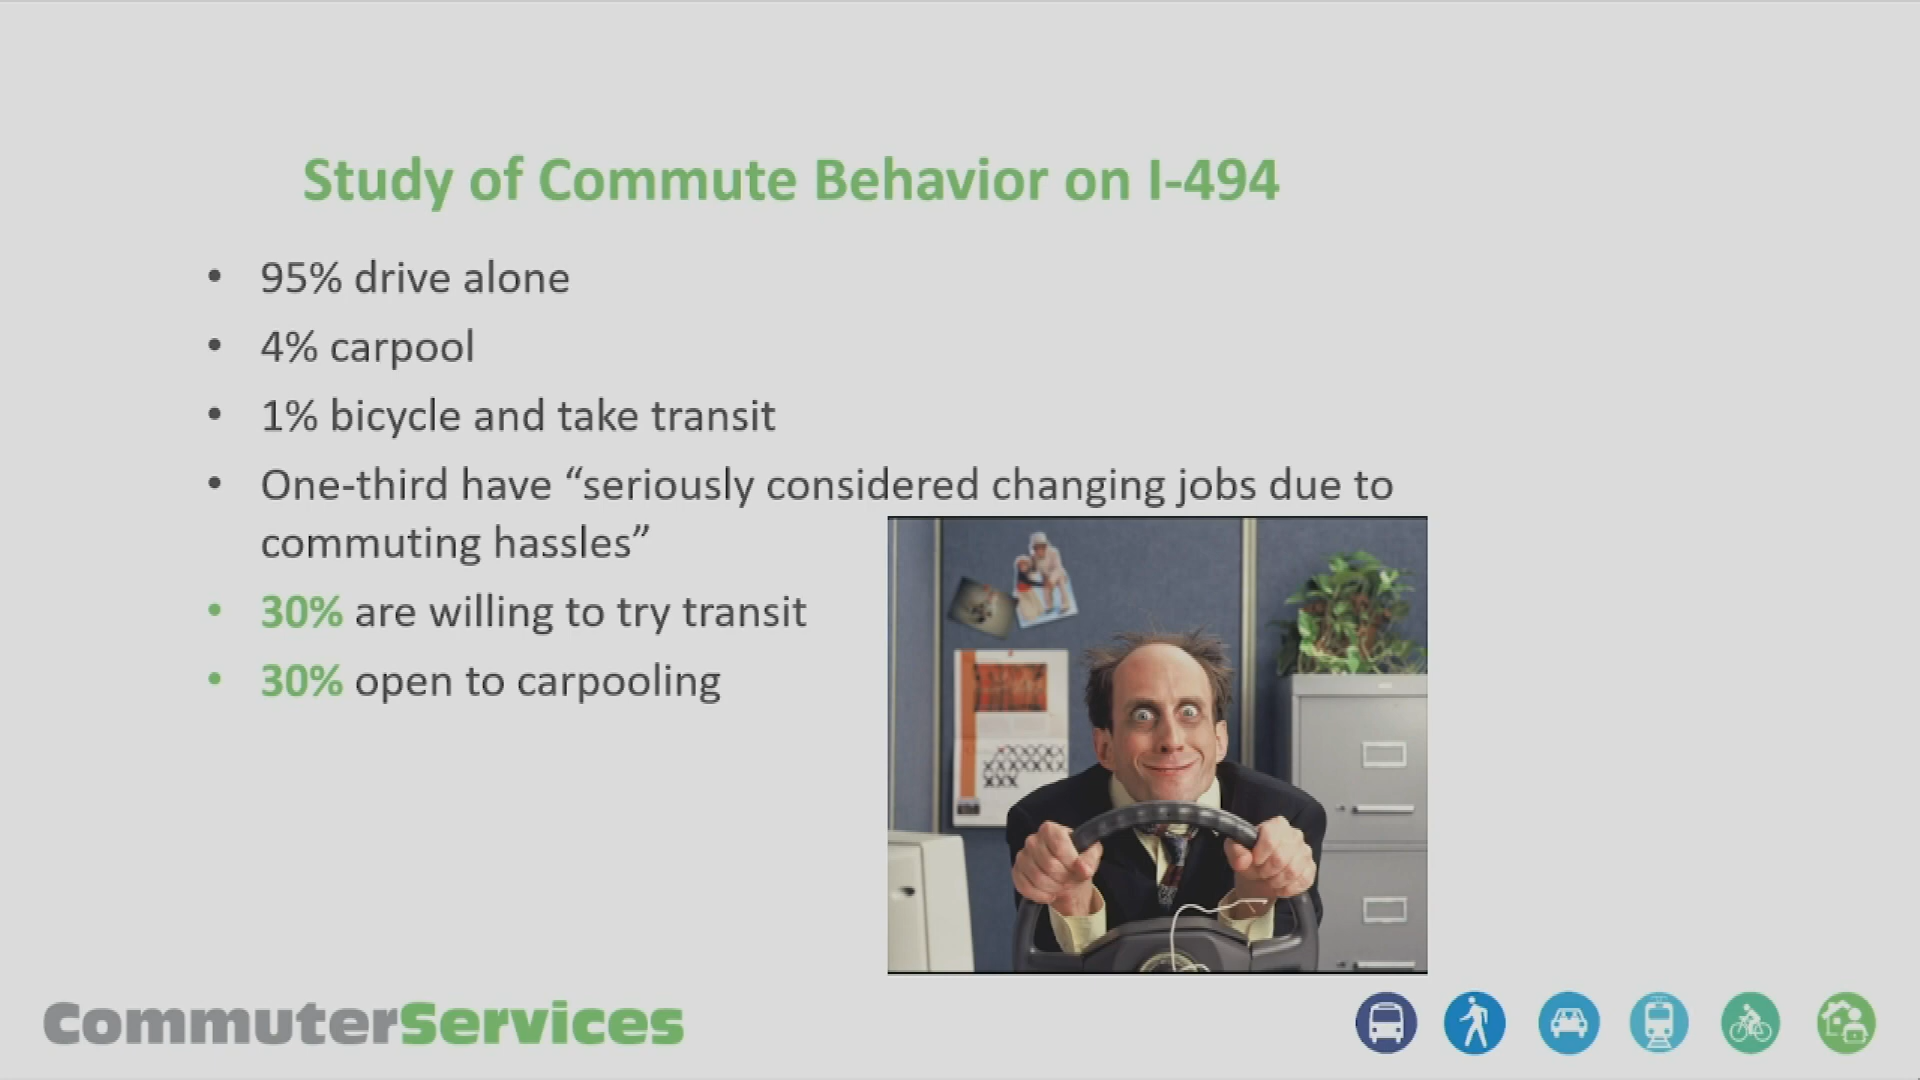 Study of Commute Behavior on I-494
• 95% drive alone
• 4% carpool
• 1% bicycle and take transit
• One-third have “seriously considered changing jobs due to
commuting hassles”
• 30% are willing to try transit
• 30% open to carpooling
CommuterServices